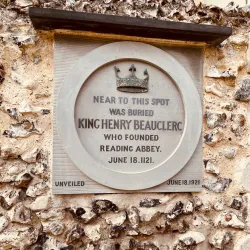 NEAR TO THIS SPOT
WAS BURIED
KING HENRY BEAUCLERC
WHO FOUNDED
READING ABBEY.
JUNE 18. 1121.
UNVEILED JUNE 18. 1921